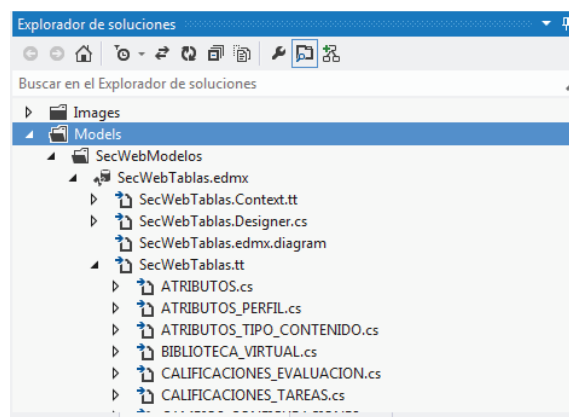 Explorador de soluciones
Buscar en el Explorador de soluciones
Images
Models
SecWebModelos
SecWebTablas.edmx
SecWebTablas.Context.tt
SecWebTablas.Designer.cs
SecWebTablas.edmx.diagram
SecWebTablas.tt
ATRIBUTOS.cs
ATRIBUTOS_PERFIL.cs
ATRIBUTOS_TIPO_CONTENIDO.cs
BIBLIOTECA_VIRTUAL.cs
CALIFICACIONES_EVALUACION.cs
CALIFICACIONES_TAREAS.cs